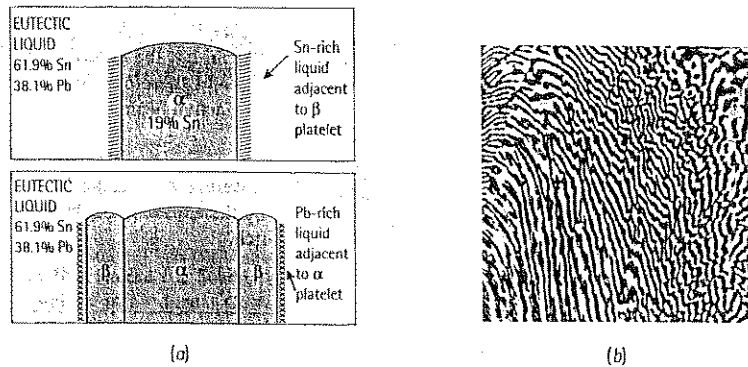 EUTECTIC
LIQUID
61.9% Sn
38.1% Pb
α
19% Sn
Sn-rich
liquid
adjacent
to β
platelet
EUTECTIC
LIQUID
61.9% Sn
38.1% Pb
β
α
β
Pb-rich
liquid
adjacent
to α
platelet
(a)
(b)